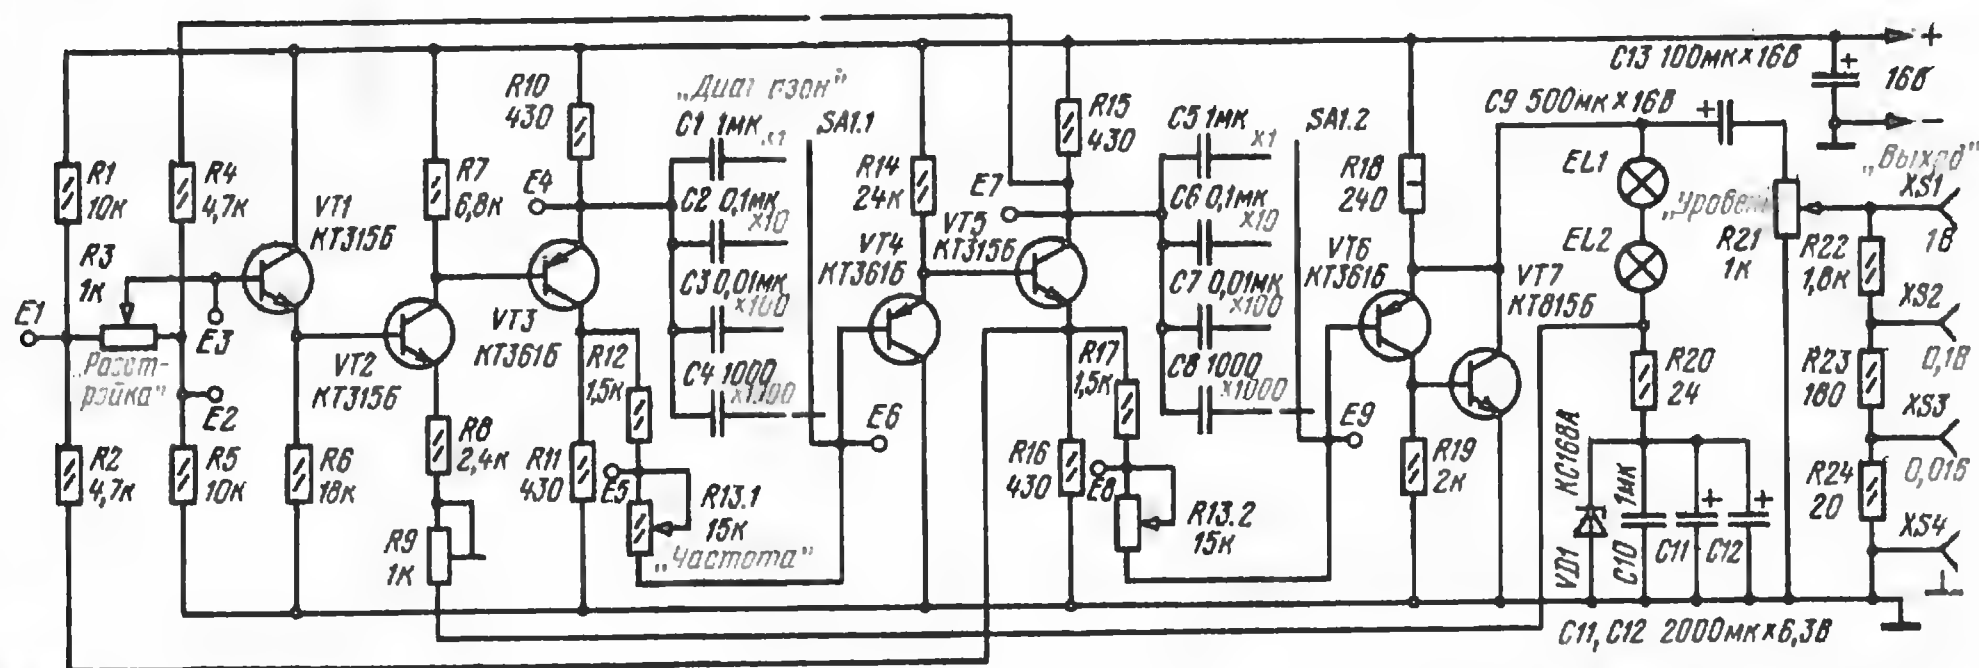 R1
10к
R4
4,7к
R3
1к
E1
E3
„Расст-
ройка"
E2
R2
4,7к
R5
10к
VT1
КТ315Б
R6
18к
VT2
КТ315Б
R7
6,8к
R8
2,4к
R9
1К
R10
430
E4
VT3
КТ361Б
R11
430
R12
1,5к
E5
R13.1
15к
„Частота"
C1 1мк
×1
C2 0,1мк
×10
C3 0,01мк
×100
C4 1000
SA1.1
E6
R14
24к
VT4
КТ361Б
E7
VT5
КТ315Б
R15
430
R16
430
R17
1,5к
E8
R13.2
15к
C5 1мк
×1
C6 0,1мк
×10
C7 0,01мк
×100
C8 1000
×1000
SA1.2
E9
R18
240
VT6
КТ361Б
R19
2к
VT7
КТ815Б
C13 100мк×16В
+
16В
−
C9 500мк×16В
+
EL1
EL2
R20
24
КС168А
VD1
1мк
C10
C11
C12
+
+
C11, C12 2000мк×6,3В
R21
1к
„Выход"
XS1
1В
R22
1,8к
XS2
0,1В
R23
180
XS3
0,01Б
R24
20
XS4